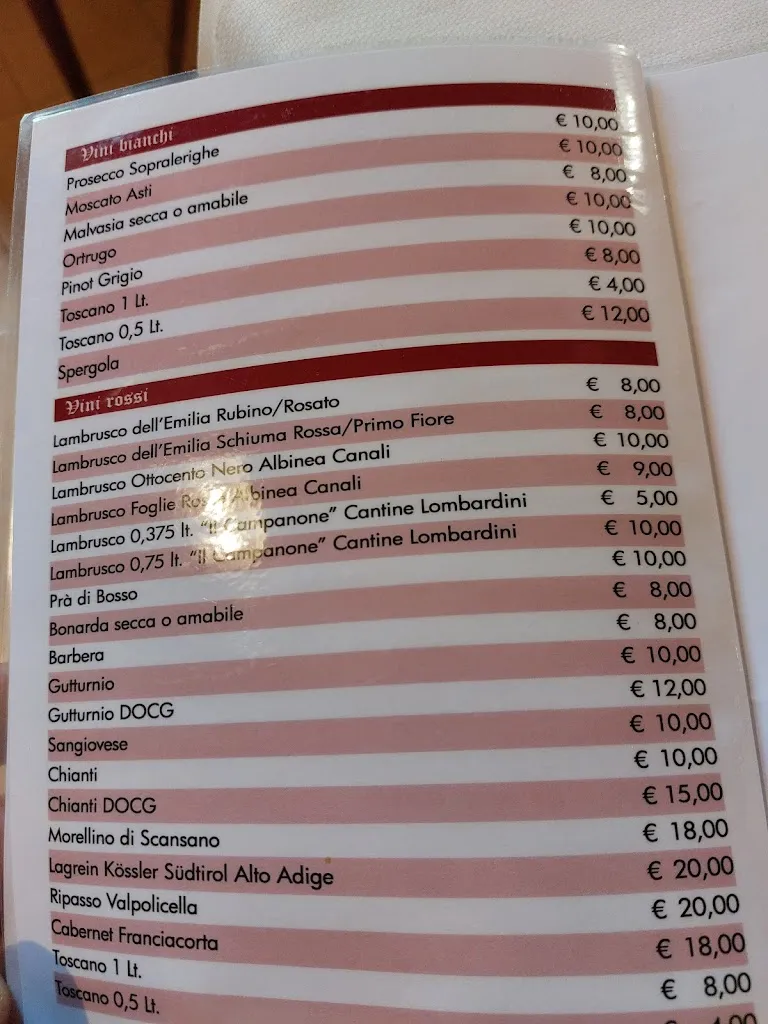 Vini bianchi
Prosecco Sopralerighe € 10,00
Moscato Asti € 10,00
Malvasia secca o amabile € 8,00
Ortrugo € 10,00
Pinot Grigio € 10,00
Toscano 1 Lt. € 8,00
Toscano 0,5 Lt. € 4,00
Spergola € 12,00
Vini rossi
Lambrusco dell'Emilia Rubino/Rosato € 8,00
Lambrusco dell'Emilia Schiuma Rossa/Primo Fiore € 8,00
Lambrusco Ottocento Nero Albinea Canali € 10,00
Lambrusco Foglie Albinea Canali € 9,00
Lambrusco 0,375 lt. "Il Campanone" Cantine Lombardini € 5,00
Lambrusco 0,75 lt. "Il Campanone" Cantine Lombardini € 10,00
Prà di Bosso € 10,00
Bonarda secca o amabile € 8,00
Barbera € 8,00
Gutturnio € 10,00
Gutturnio DOCG € 12,00
Sangiovese € 10,00
Chianti € 10,00
Chianti DOCG € 15,00
Morellino di Scansano € 18,00
Lagrein Kössler Südtirol Alto Adige € 20,00
Ripasso Valpolicella € 20,00
Cabernet Franciacorta € 18,00
Toscano 1 Lt. € 8,00
Toscano 0,5 Lt. € 4,00